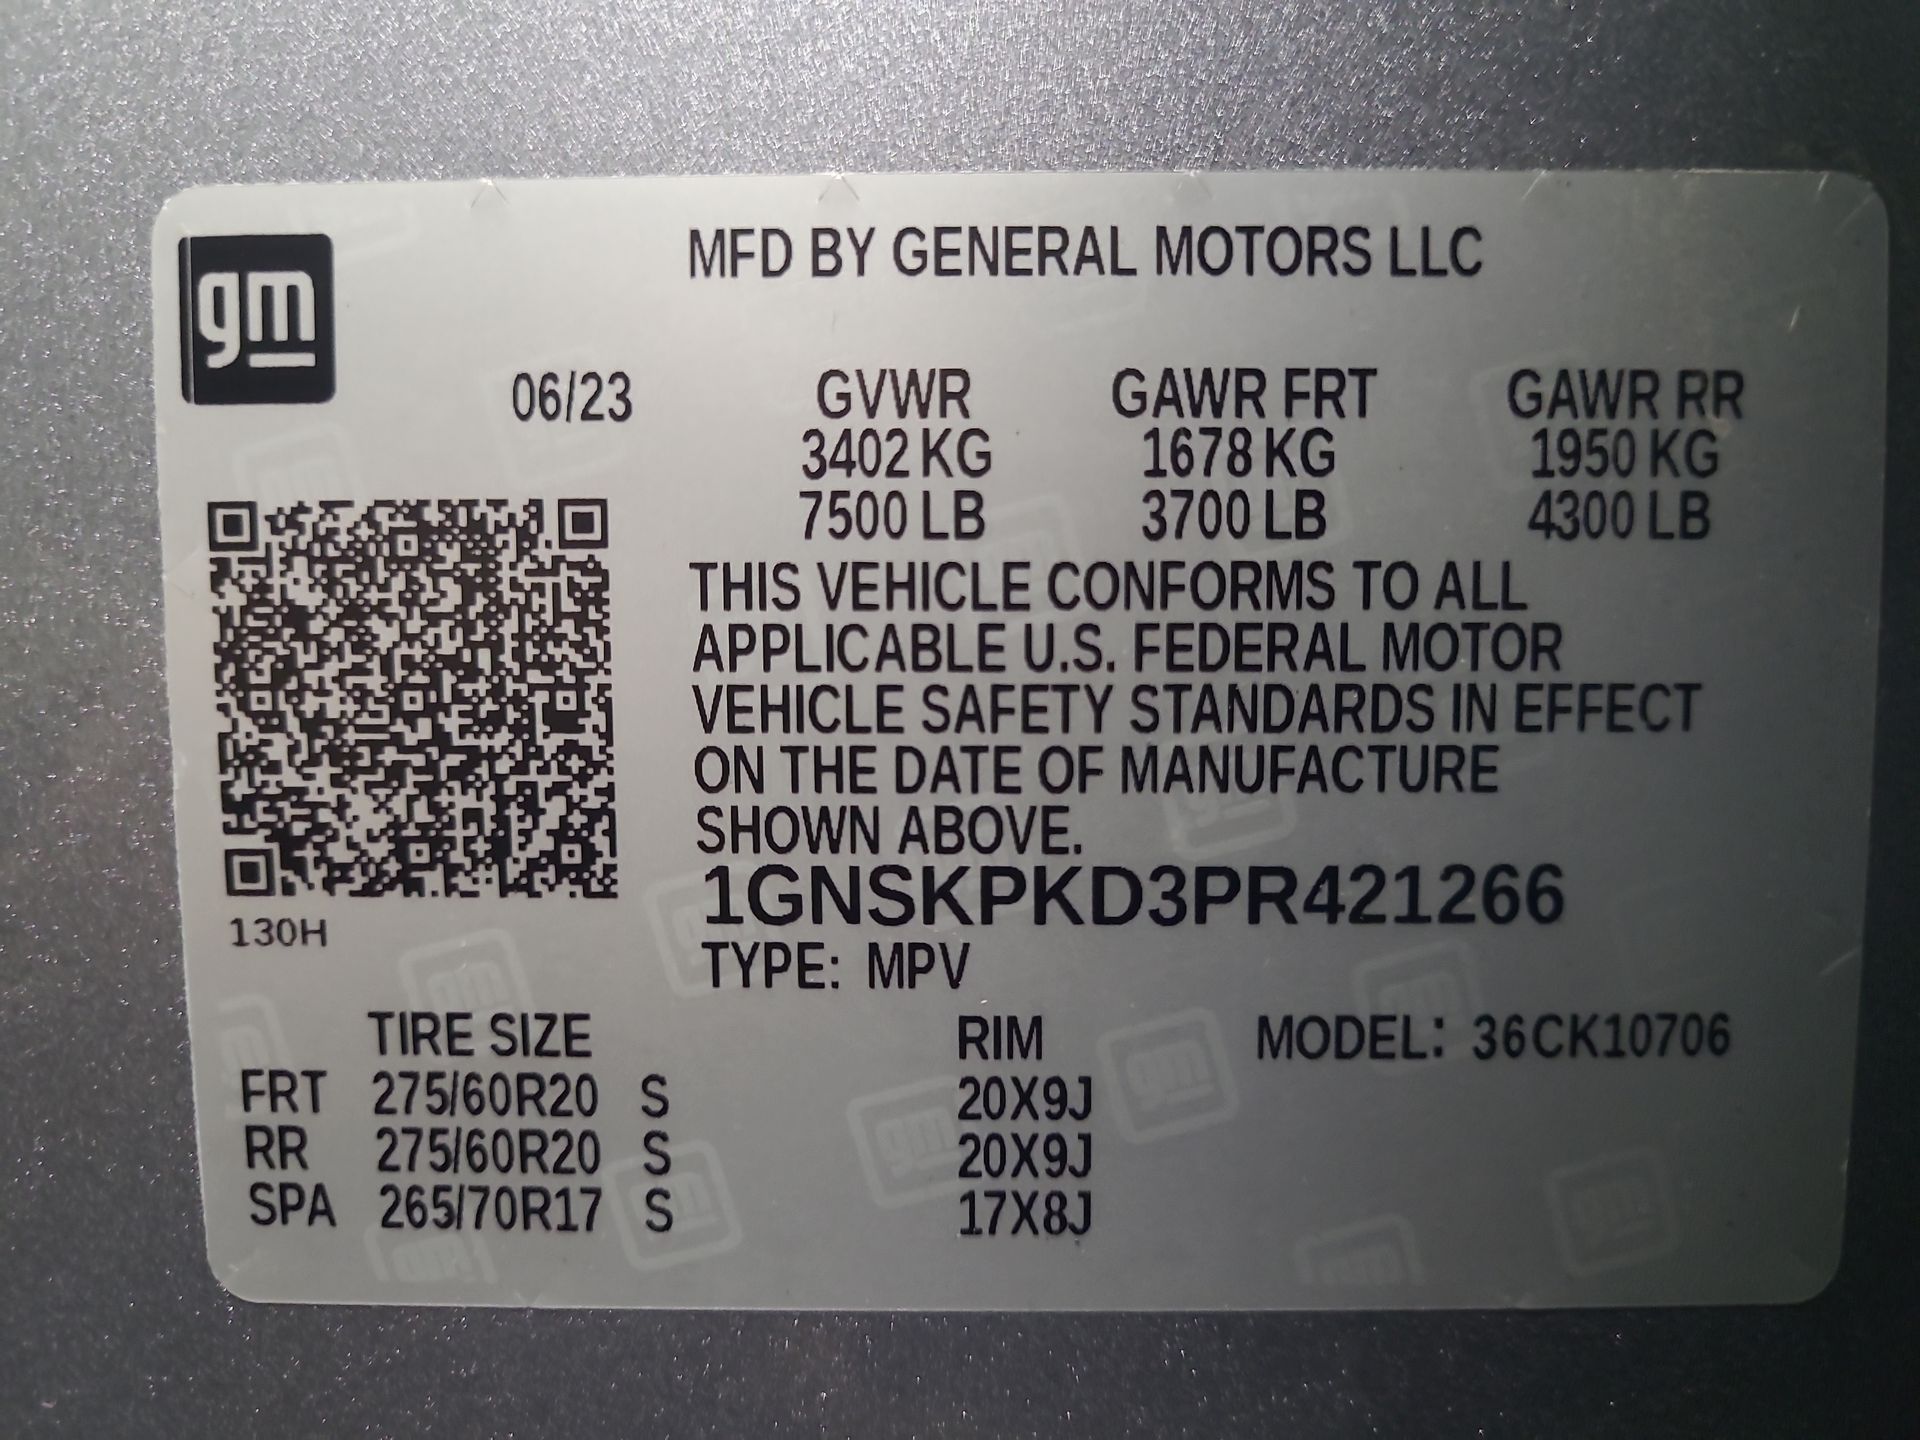 gm
MFD BY GENERAL MOTORS LLC
06/23 GVWR GAWR FRT GAWR RR
3402 KG 1678 KG 1950 KG
7500 LB 3700 LB 4300 LB
THIS VEHICLE CONFORMS TO ALL
APPLICABLE U.S. FEDERAL MOTOR
VEHICLE SAFETY STANDARDS IN EFFECT
ON THE DATE OF MANUFACTURE
SHOWN ABOVE.
1GNSKPKD3PR421266
130H
TYPE: MPV
TIRE SIZE RIM MODEL: 36CK10706
FRT 275/60R20 S 20X9J
RR 275/60R20 S 20X9J
SPA 265/70R17 S 17X8J